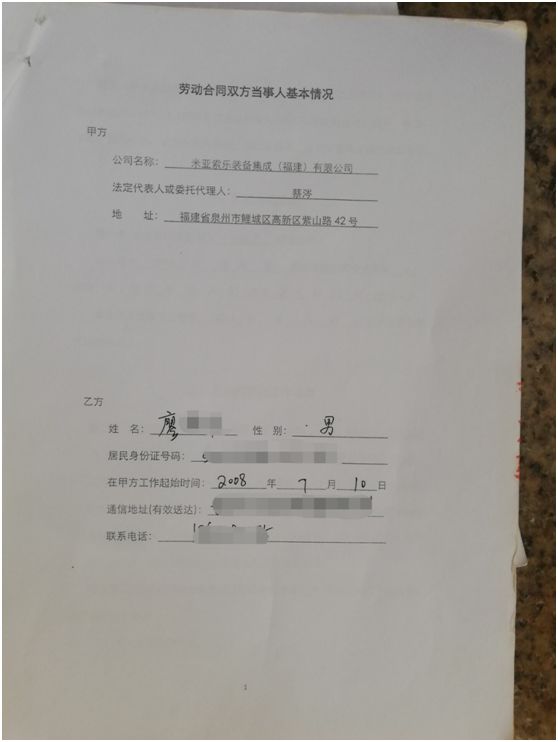 劳动合同双方当事人基本情况
甲方
公司名称：米亚索乐装备集成（福建）有限公司
法定代表人或委托代理人：蔡涔
地 址：福建省泉州市鲤城区高新区紫山路 42 号
乙方
姓 名：廖 性 别：男
居民身份证号码：
在甲方工作起始时间：2008 年 7 月 10 日
通信地址(有效送达)：
联系电话：
1